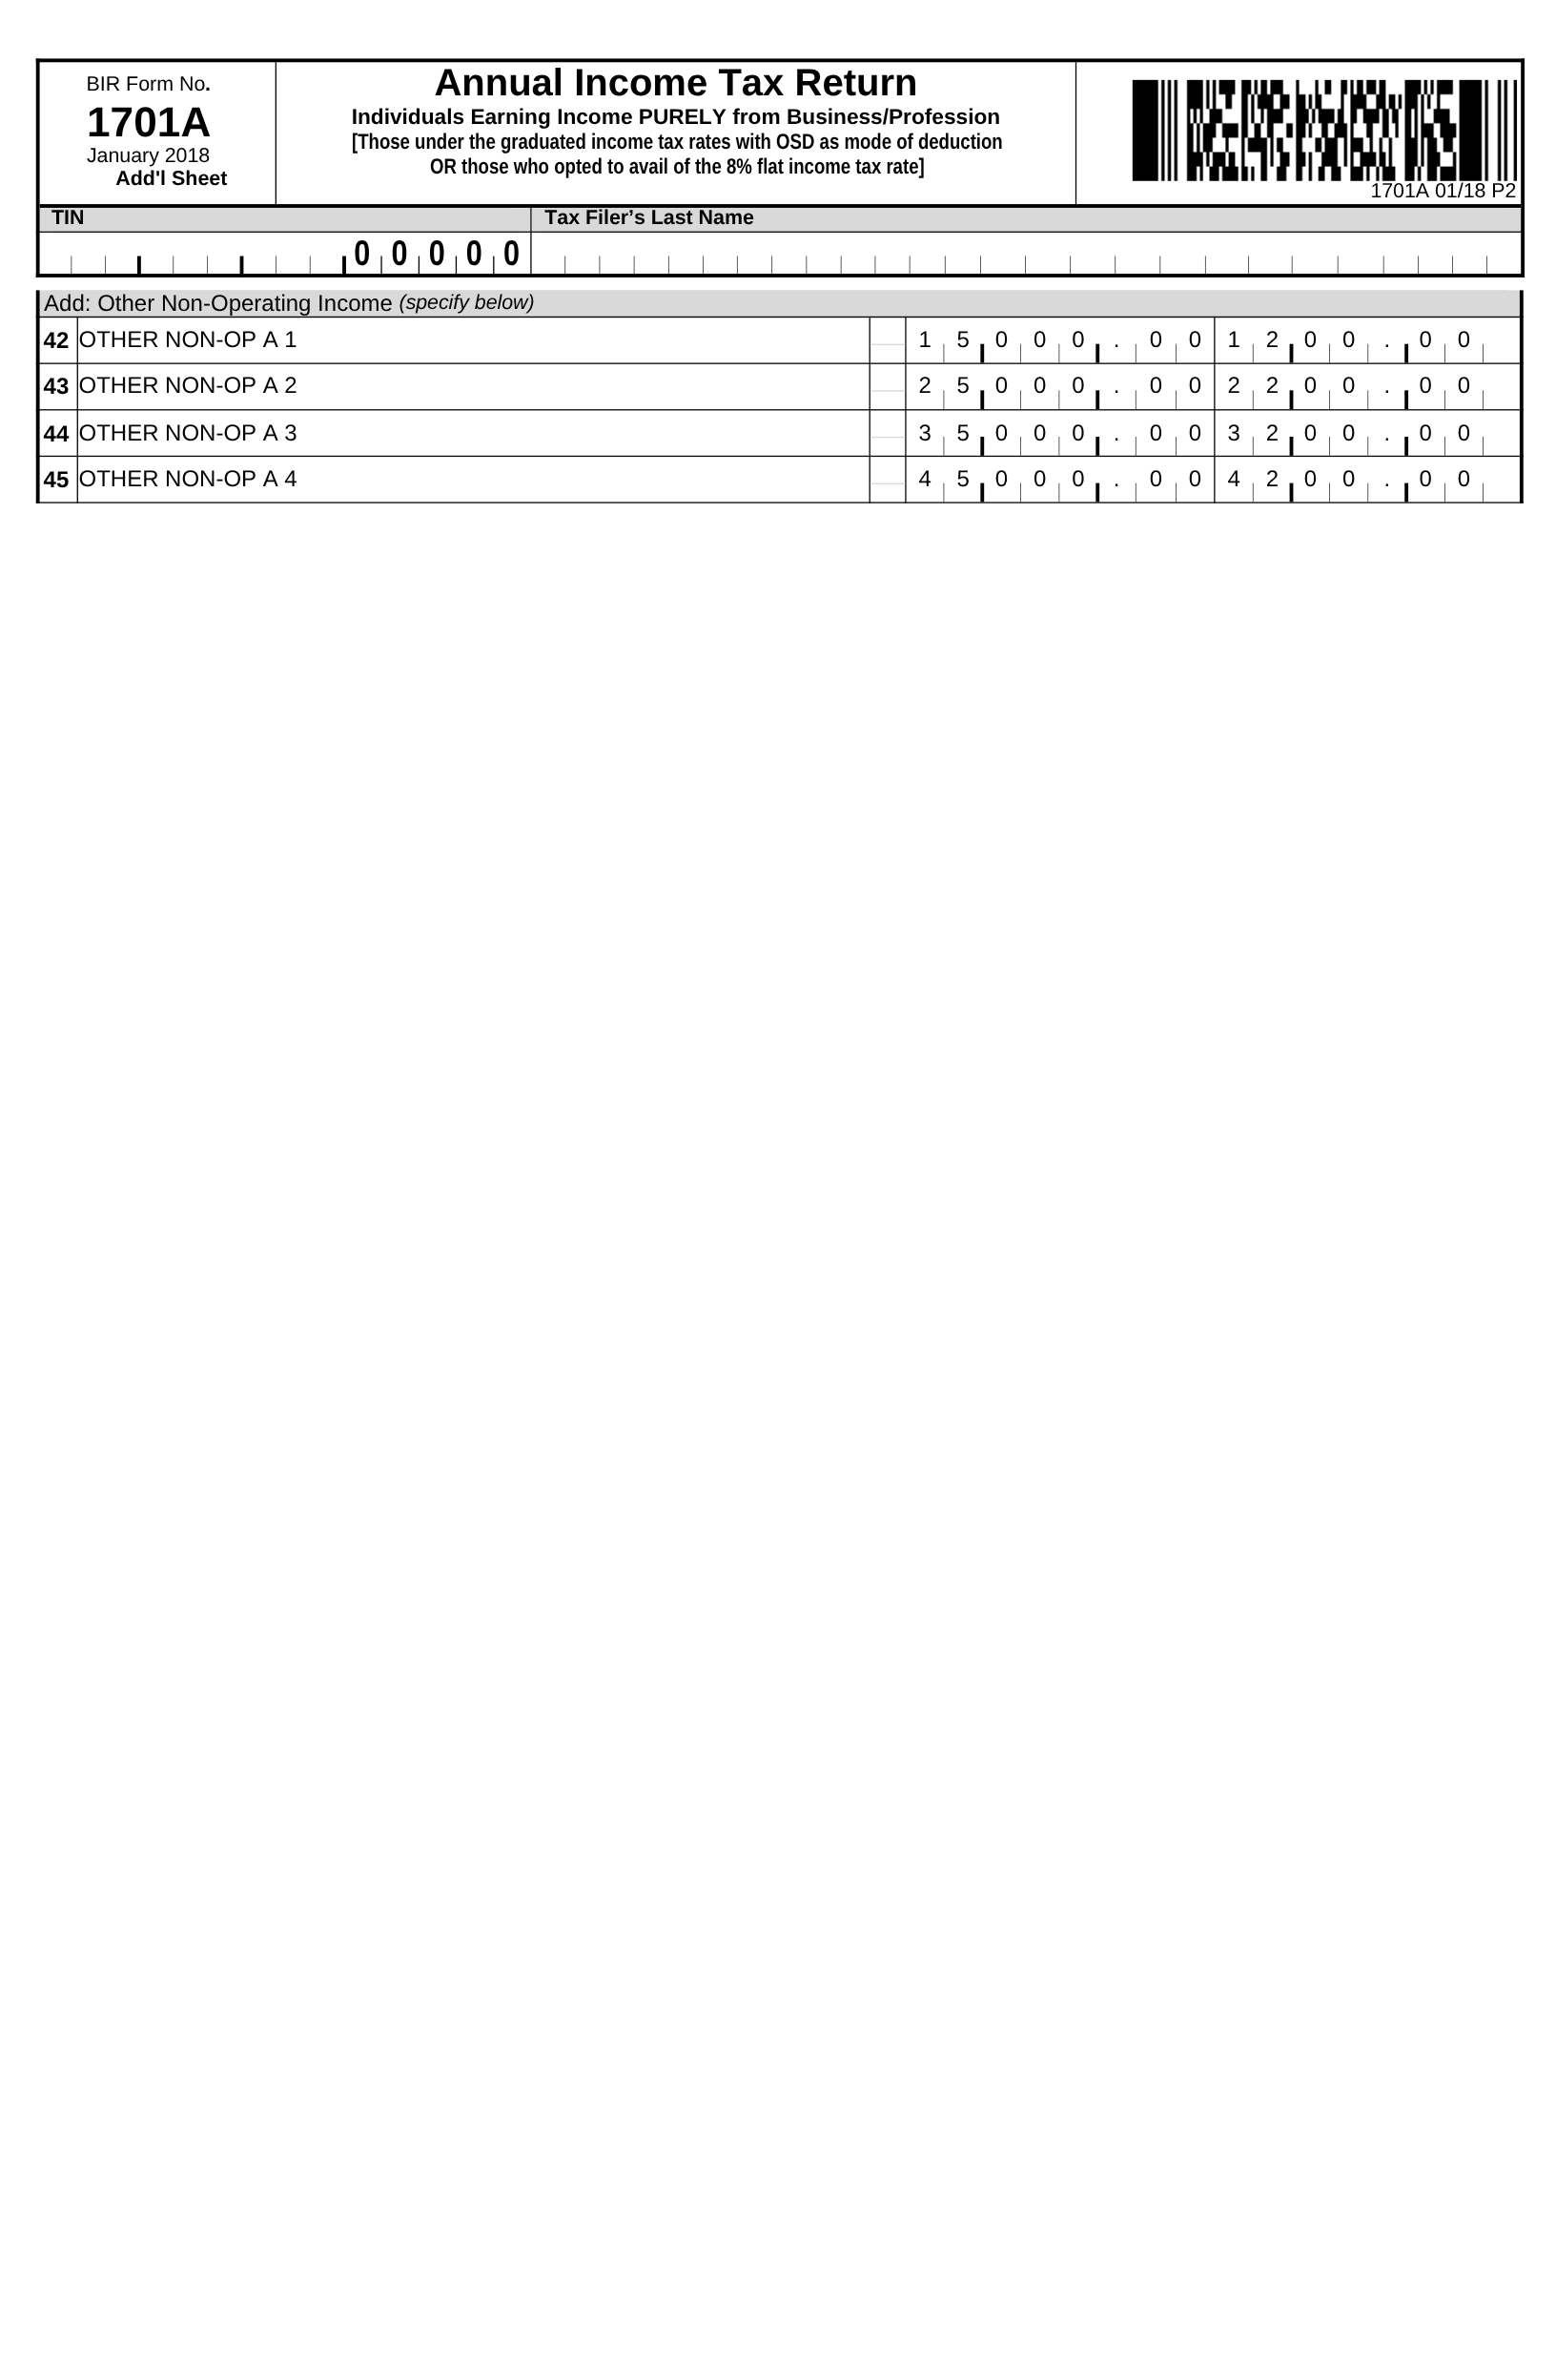 BIR Form No.
1701A
January 2018
Add'l Sheet
Annual Income Tax Return
Individuals Earning Income PURELY from Business/Profession
[Those under the graduated income tax rates with OSD as mode of deduction
OR those who opted to avail of the 8% flat income tax rate]
1701A 01/18 P2
TIN Tax Filer’s Last Name
0 0 0 0 0
Add: Other Non-Operating Income (specify below)
42 OTHER NON-OP A 1 1 5 0 0 0 . 0 0 1 2 0 0 . 0 0
43 OTHER NON-OP A 2 2 5 0 0 0 . 0 0 2 2 0 0 . 0 0
44 OTHER NON-OP A 3 3 5 0 0 0 . 0 0 3 2 0 0 . 0 0
45 OTHER NON-OP A 4 4 5 0 0 0 . 0 0 4 2 0 0 . 0 0